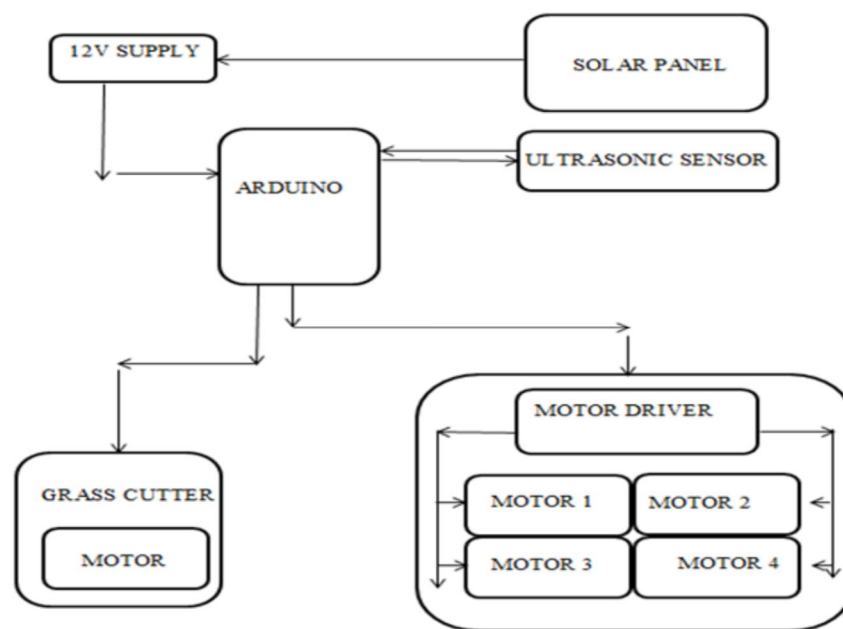 12V SUPPLY
SOLAR PANEL
ULTRASONIC SENSOR
ARDUINO
MOTOR DRIVER
GRASS CUTTER
MOTOR 1
MOTOR 2
MOTOR
MOTOR 3
MOTOR 4